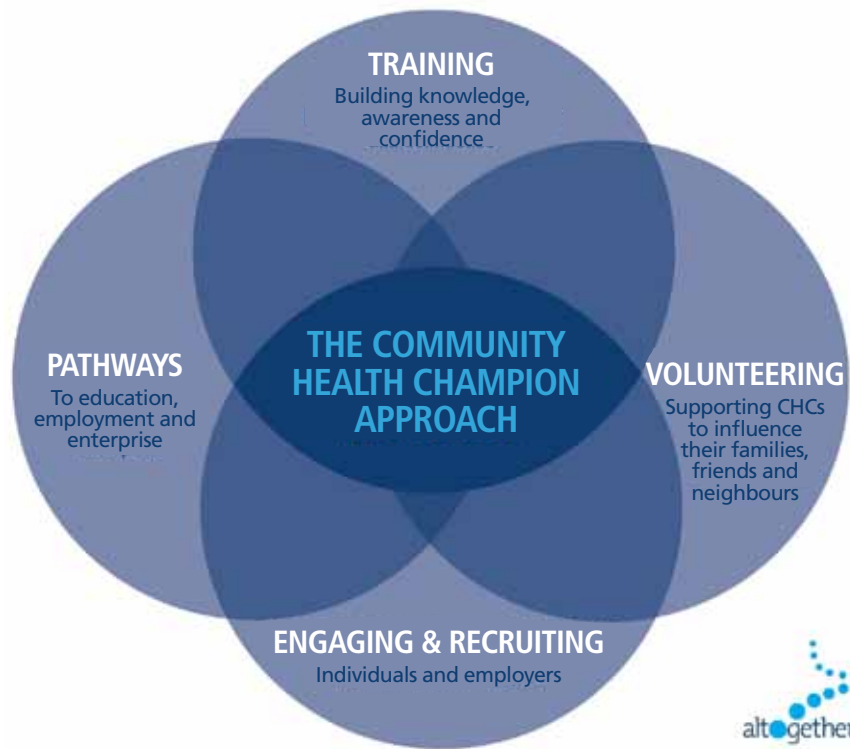 TRAINING
Building knowledge,
awareness and
confidence
THE COMMUNITY
HEALTH CHAMPION
APPROACH
PATHWAYS
To education,
employment and
enterprise
VOLUNTEERING
Supporting CHCs
to influence
their families,
friends and
neighbours
ENGAGING & RECRUITING
Individuals and employers
altogether